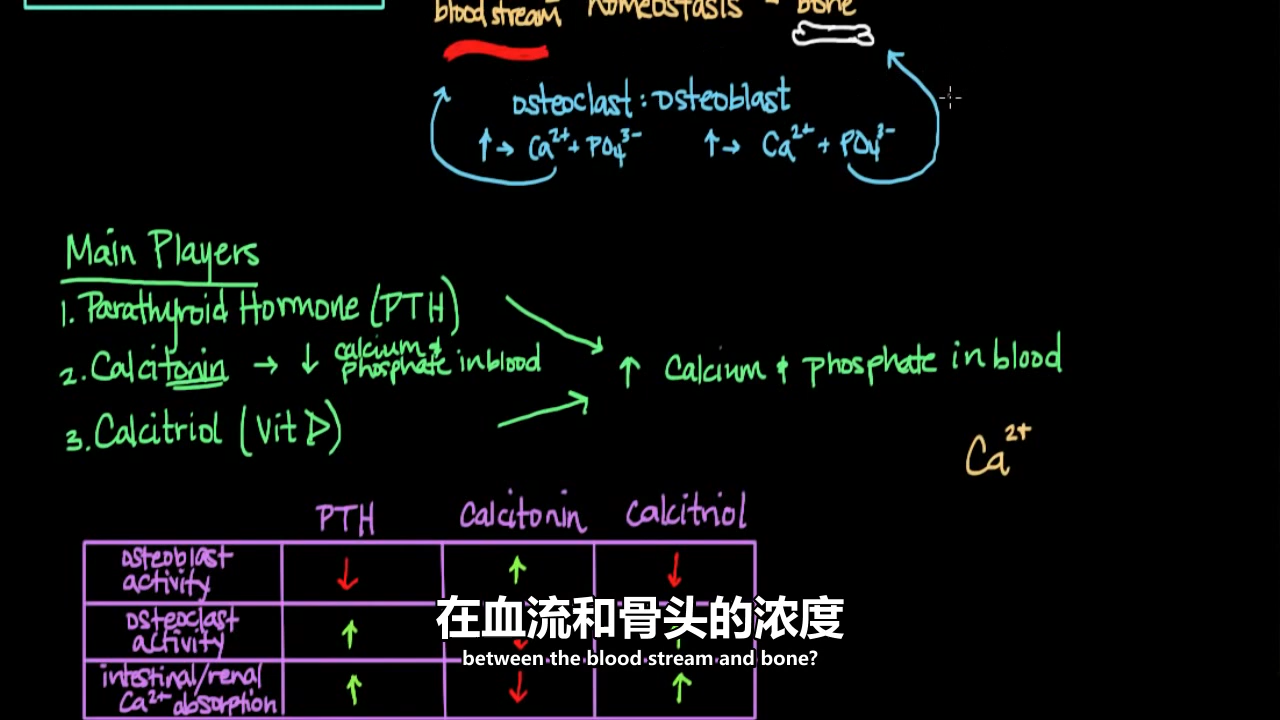 blood stream homeostasis - bone
osteoclast : osteoblast
↑ → Ca²⁺ + PO₄³⁻ ↑ → Ca²⁺ + PO₄³⁻
Main Players
1. Parathyroid Hormone (PTH)
2. Calcitonin → ↓ calcium & phosphate in blood
↑ calcium & phosphate in blood
3. Calcitriol (Vit D)
Ca²⁺
PTH Calcitonin Calcitriol
osteoblast activity ↓ ↑ ↓
osteoclast activity ↑ ↓ ↑
intestinal/renal Ca²⁺ absorption ↑ ↓ ↑
在血流和骨头的浓度
between the blood stream and bone?